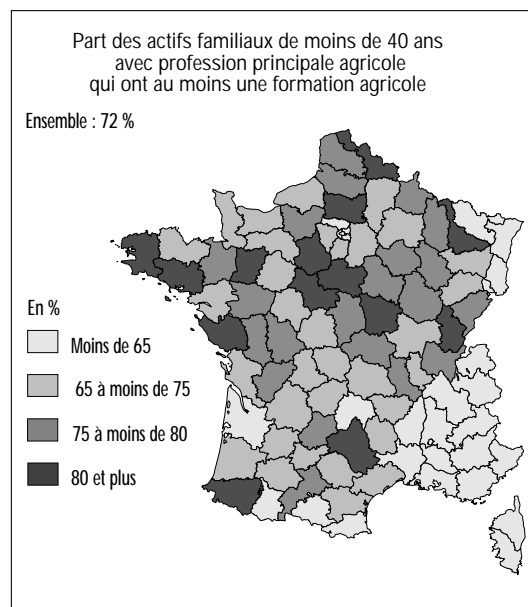 Part des actifs familiaux de moins de 40 ans
avec profession principale agricole
qui ont au moins une formation agricole
Ensemble : 72 %
En %
Moins de 65
65 à moins de 75
75 à moins de 80
80 et plus